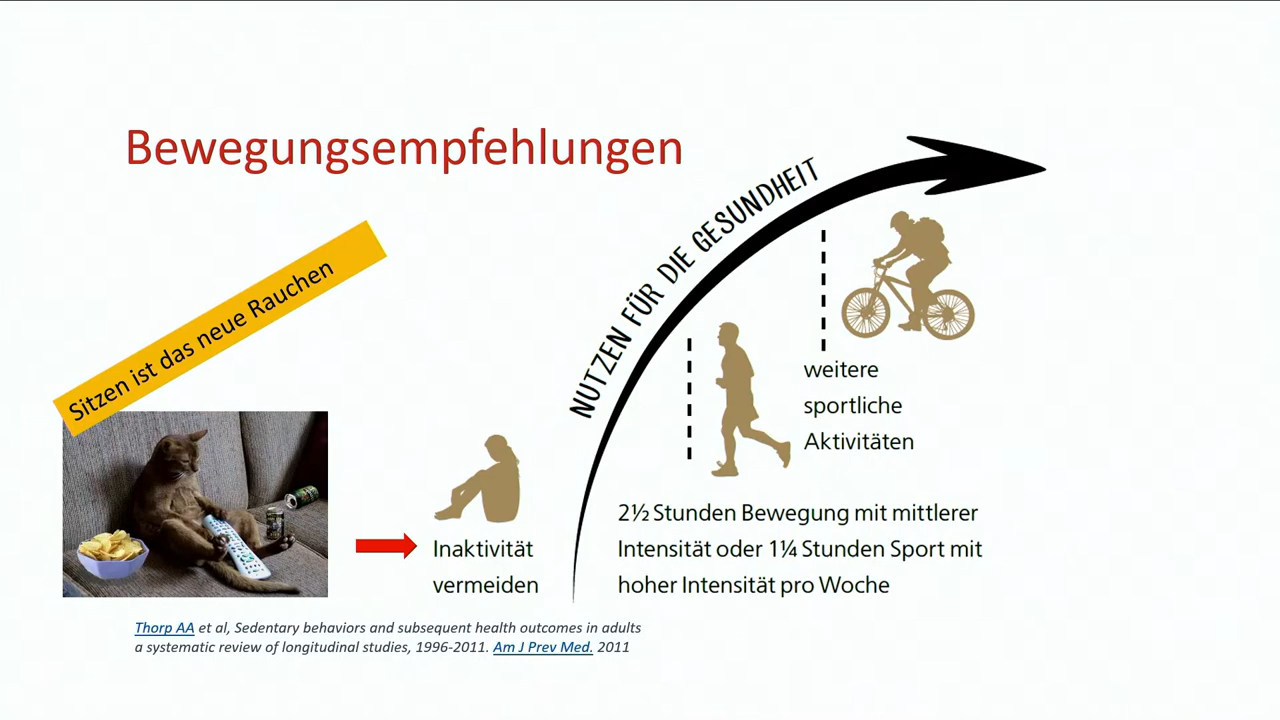 Bewegungsempfehlungen
Sitzen ist das neue Rauchen
NUTZEN FÜR DIE GESUNDHEIT
weitere
sportliche
Aktivitäten
2½ Stunden Bewegung mit mittlerer
Intensität oder 1¼ Stunden Sport mit
hoher Intensität pro Woche
Inaktivität
vermeiden
Thorp AA et al, Sedentary behaviors and subsequent health outcomes in adults
a systematic review of longitudinal studies, 1996-2011. Am J Prev Med. 2011